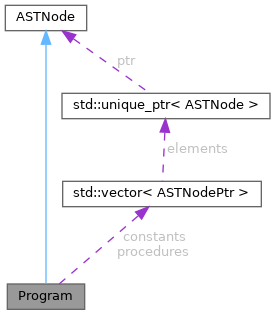 ASTNode
ptr
std::unique_ptr< ASTNode >
elements
std::vector< ASTNodePtr >
constants
procedures
Program